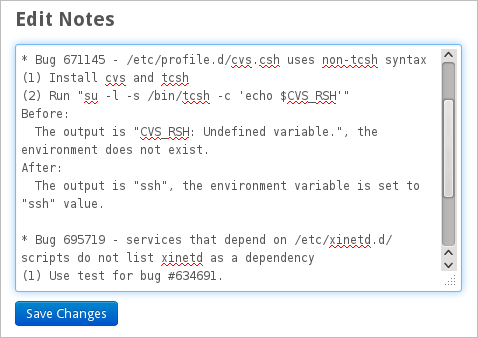 Edit Notes
* Bug 671145 - /etc/profile.d/cvs.csh uses non-tcsh syntax
(1) Install cvs and tcsh
(2) Run "su -l -s /bin/tcsh -c 'echo $CVS_RSH'"
Before:
The output is "CVS_RSH: Undefined variable.", the
environment does not exist.
After:
The output is "ssh", the environment variable is set to
"ssh" value.
* Bug 695719 - services that depend on /etc/xinetd.d/
scripts do not list xinetd as a dependency
(1) Use test for bug #634691.
Save Changes